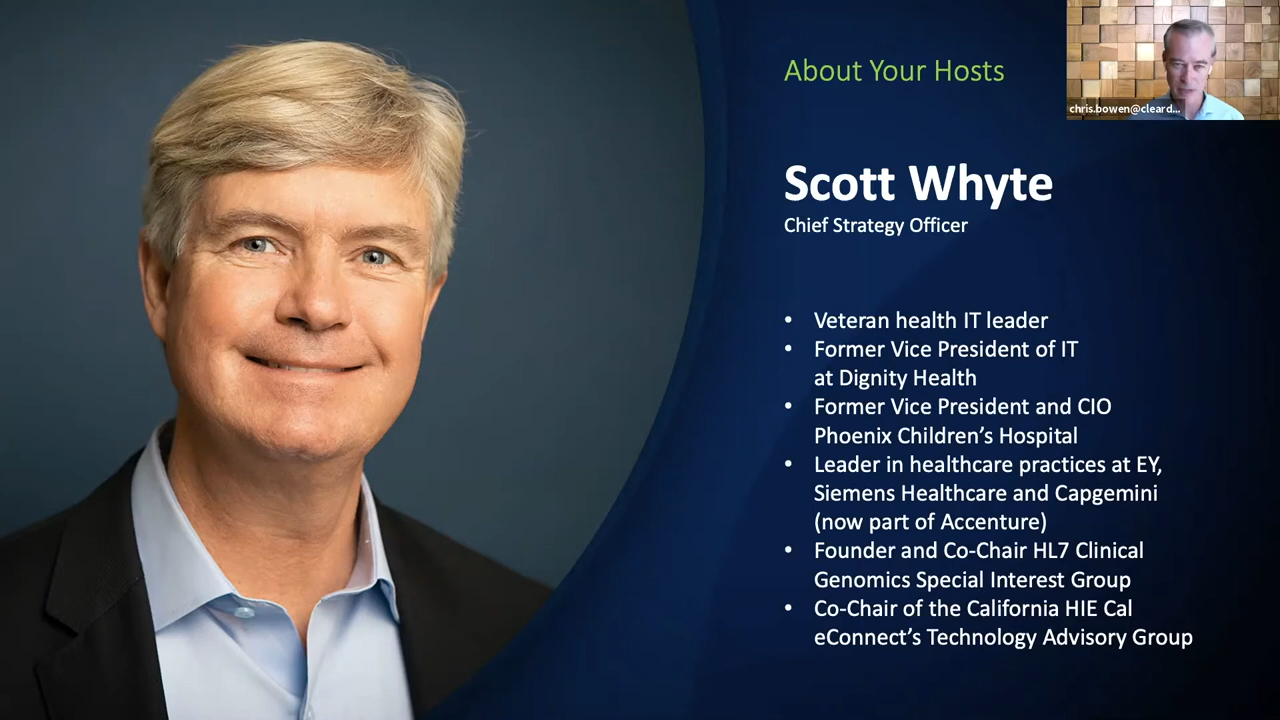 About Your Hosts
chris.bowen@cleard...
Scott Whyte
Chief Strategy Officer
• Veteran health IT leader
• Former Vice President of IT
at Dignity Health
• Former Vice President and CIO
Phoenix Children’s Hospital
• Leader in healthcare practices at EY,
Siemens Healthcare and Capgemini
(now part of Accenture)
• Founder and Co-Chair HL7 Clinical
Genomics Special Interest Group
• Co-Chair of the California HIE Cal
eConnect’s Technology Advisory Group